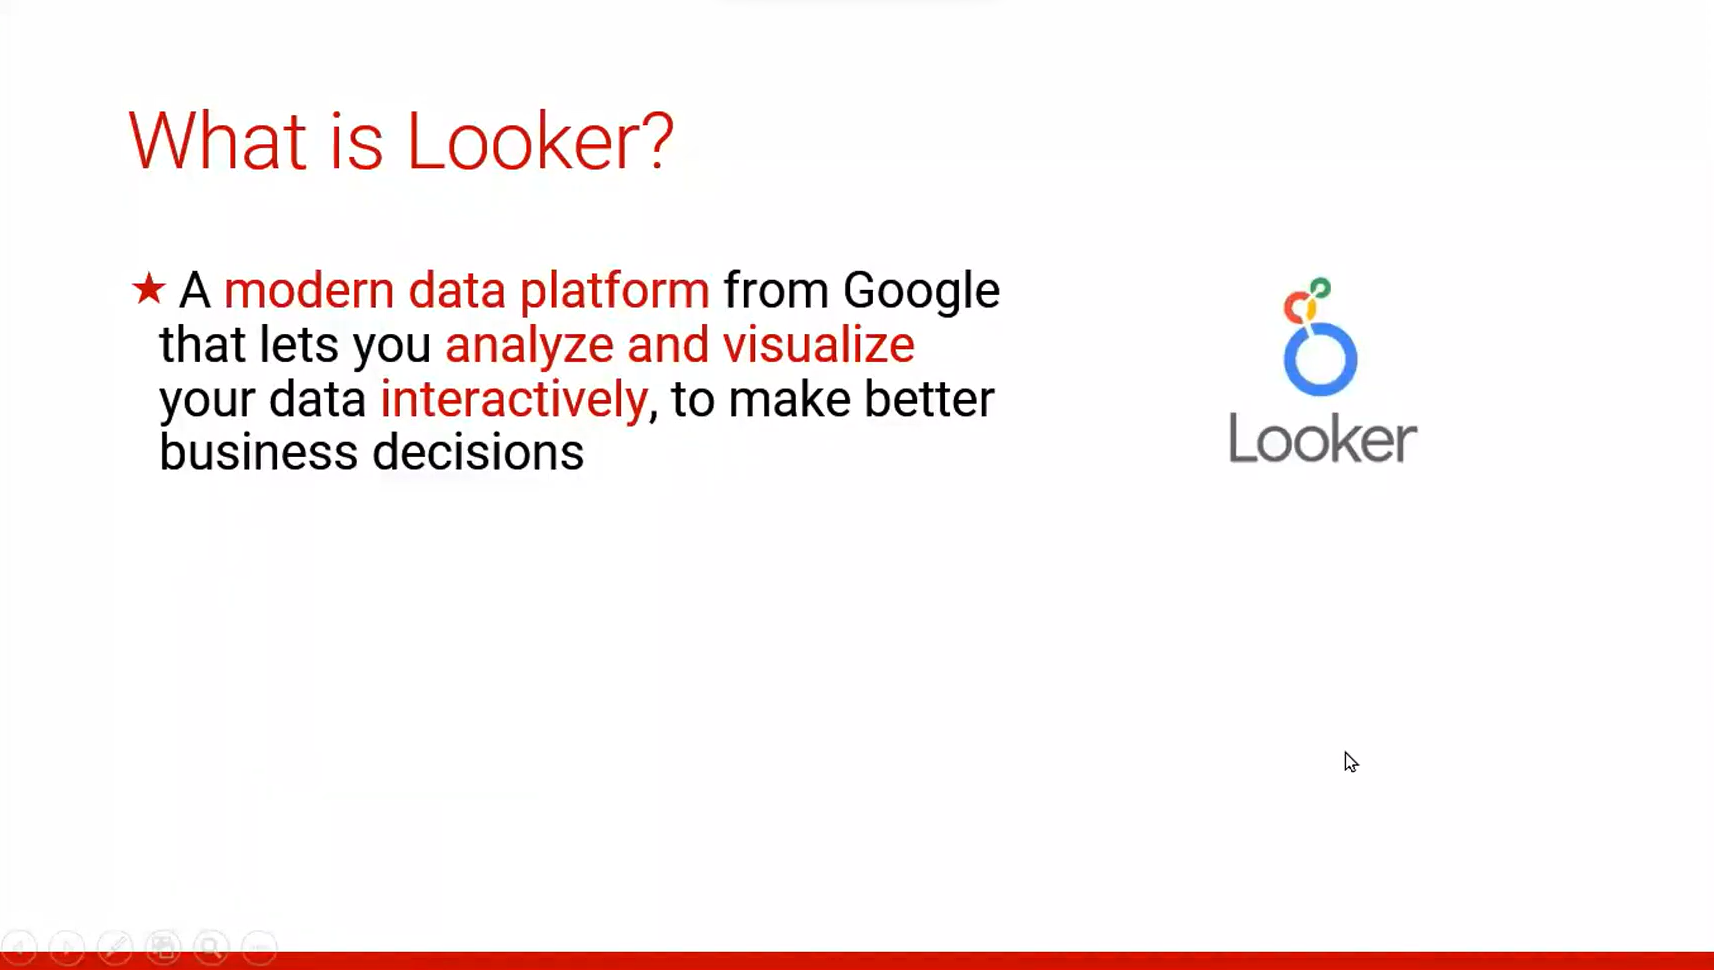 What is Looker?
★ A modern data platform from Google
that lets you analyze and visualize
your data interactively, to make better
business decisions
Looker